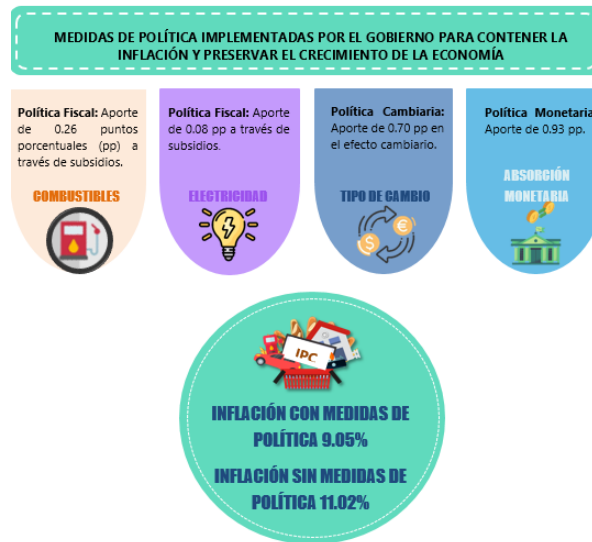 MEDIDAS DE POLÍTICA IMPLEMENTADAS POR EL GOBIERNO PARA CONTENER LA
INFLACIÓN Y PRESERVAR EL CRECIMIENTO DE LA ECONOMÍA
Política Fiscal: Aporte
de 0.26 puntos
porcentuales (pp) a
través de subsidios.
COMBUSTIBLES
Política Fiscal: Aporte
de 0.08 pp a través de
subsidios.
ELECTRICIDAD
Política Cambiaria:
Aporte de 0.70 pp en
el efecto cambiario.
TIPO DE CAMBIO
$
€
Política Monetaria
Aporte de 0.93 pp.
ABSORCIÓN
MONETARIA
IPC
INFLACIÓN CON MEDIDAS DE
POLÍTICA 9.05%
INFLACIÓN SIN MEDIDAS DE
POLÍTICA 11.02%